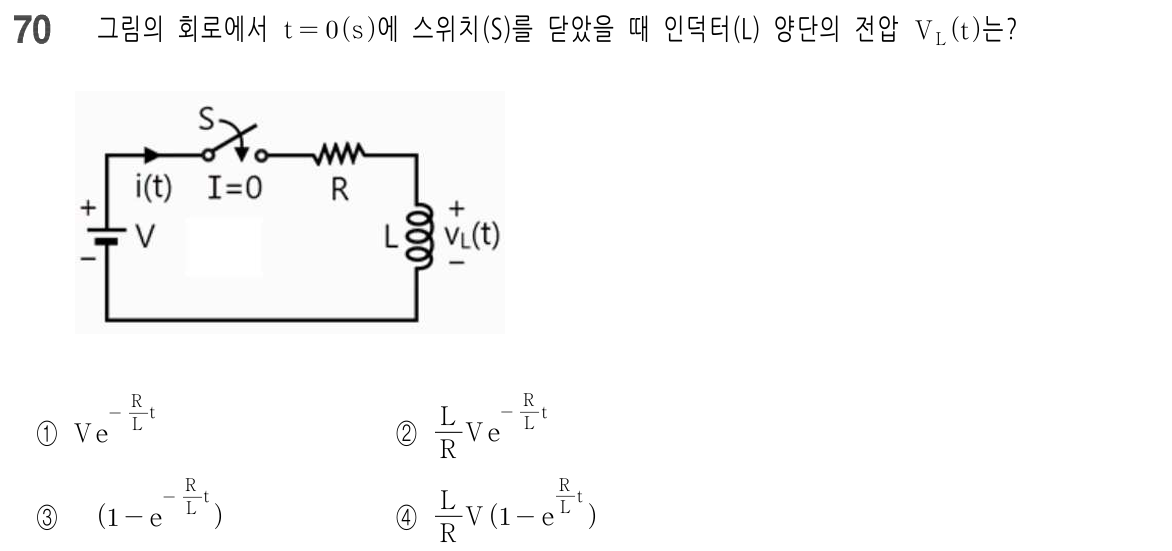 70 그림의 회로에서 t=0(s)에 스위치(S)를 닫았을 때 인덕터(L) 양단의 전압 V_L(t)는?
S
i(t) I=0 R
+ +
V L vL(t)
− −
① Ve^{-\frac{R}{L}t} ② \frac{L}{R}Ve^{-\frac{R}{L}t}
③ (1-e^{-\frac{R}{L}t}) ④ \frac{L}{R}V(1-e^{\frac{R}{L}t})